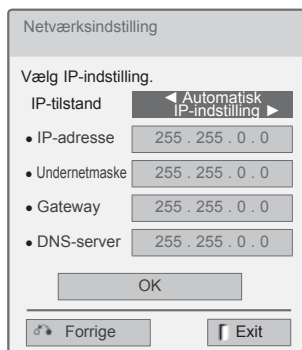 Netværksindstilling
Vælg IP-indstilling.
IP-tilstand ◄ Automatisk
IP-indstilling ►
• IP-adresse 255 . 255 . 0 . 0
• Undernetmaske 255 . 255 . 0 . 0
• Gateway 255 . 255 . 0 . 0
• DNS-server 255 . 255 . 0 . 0
OK
Forrige Exit